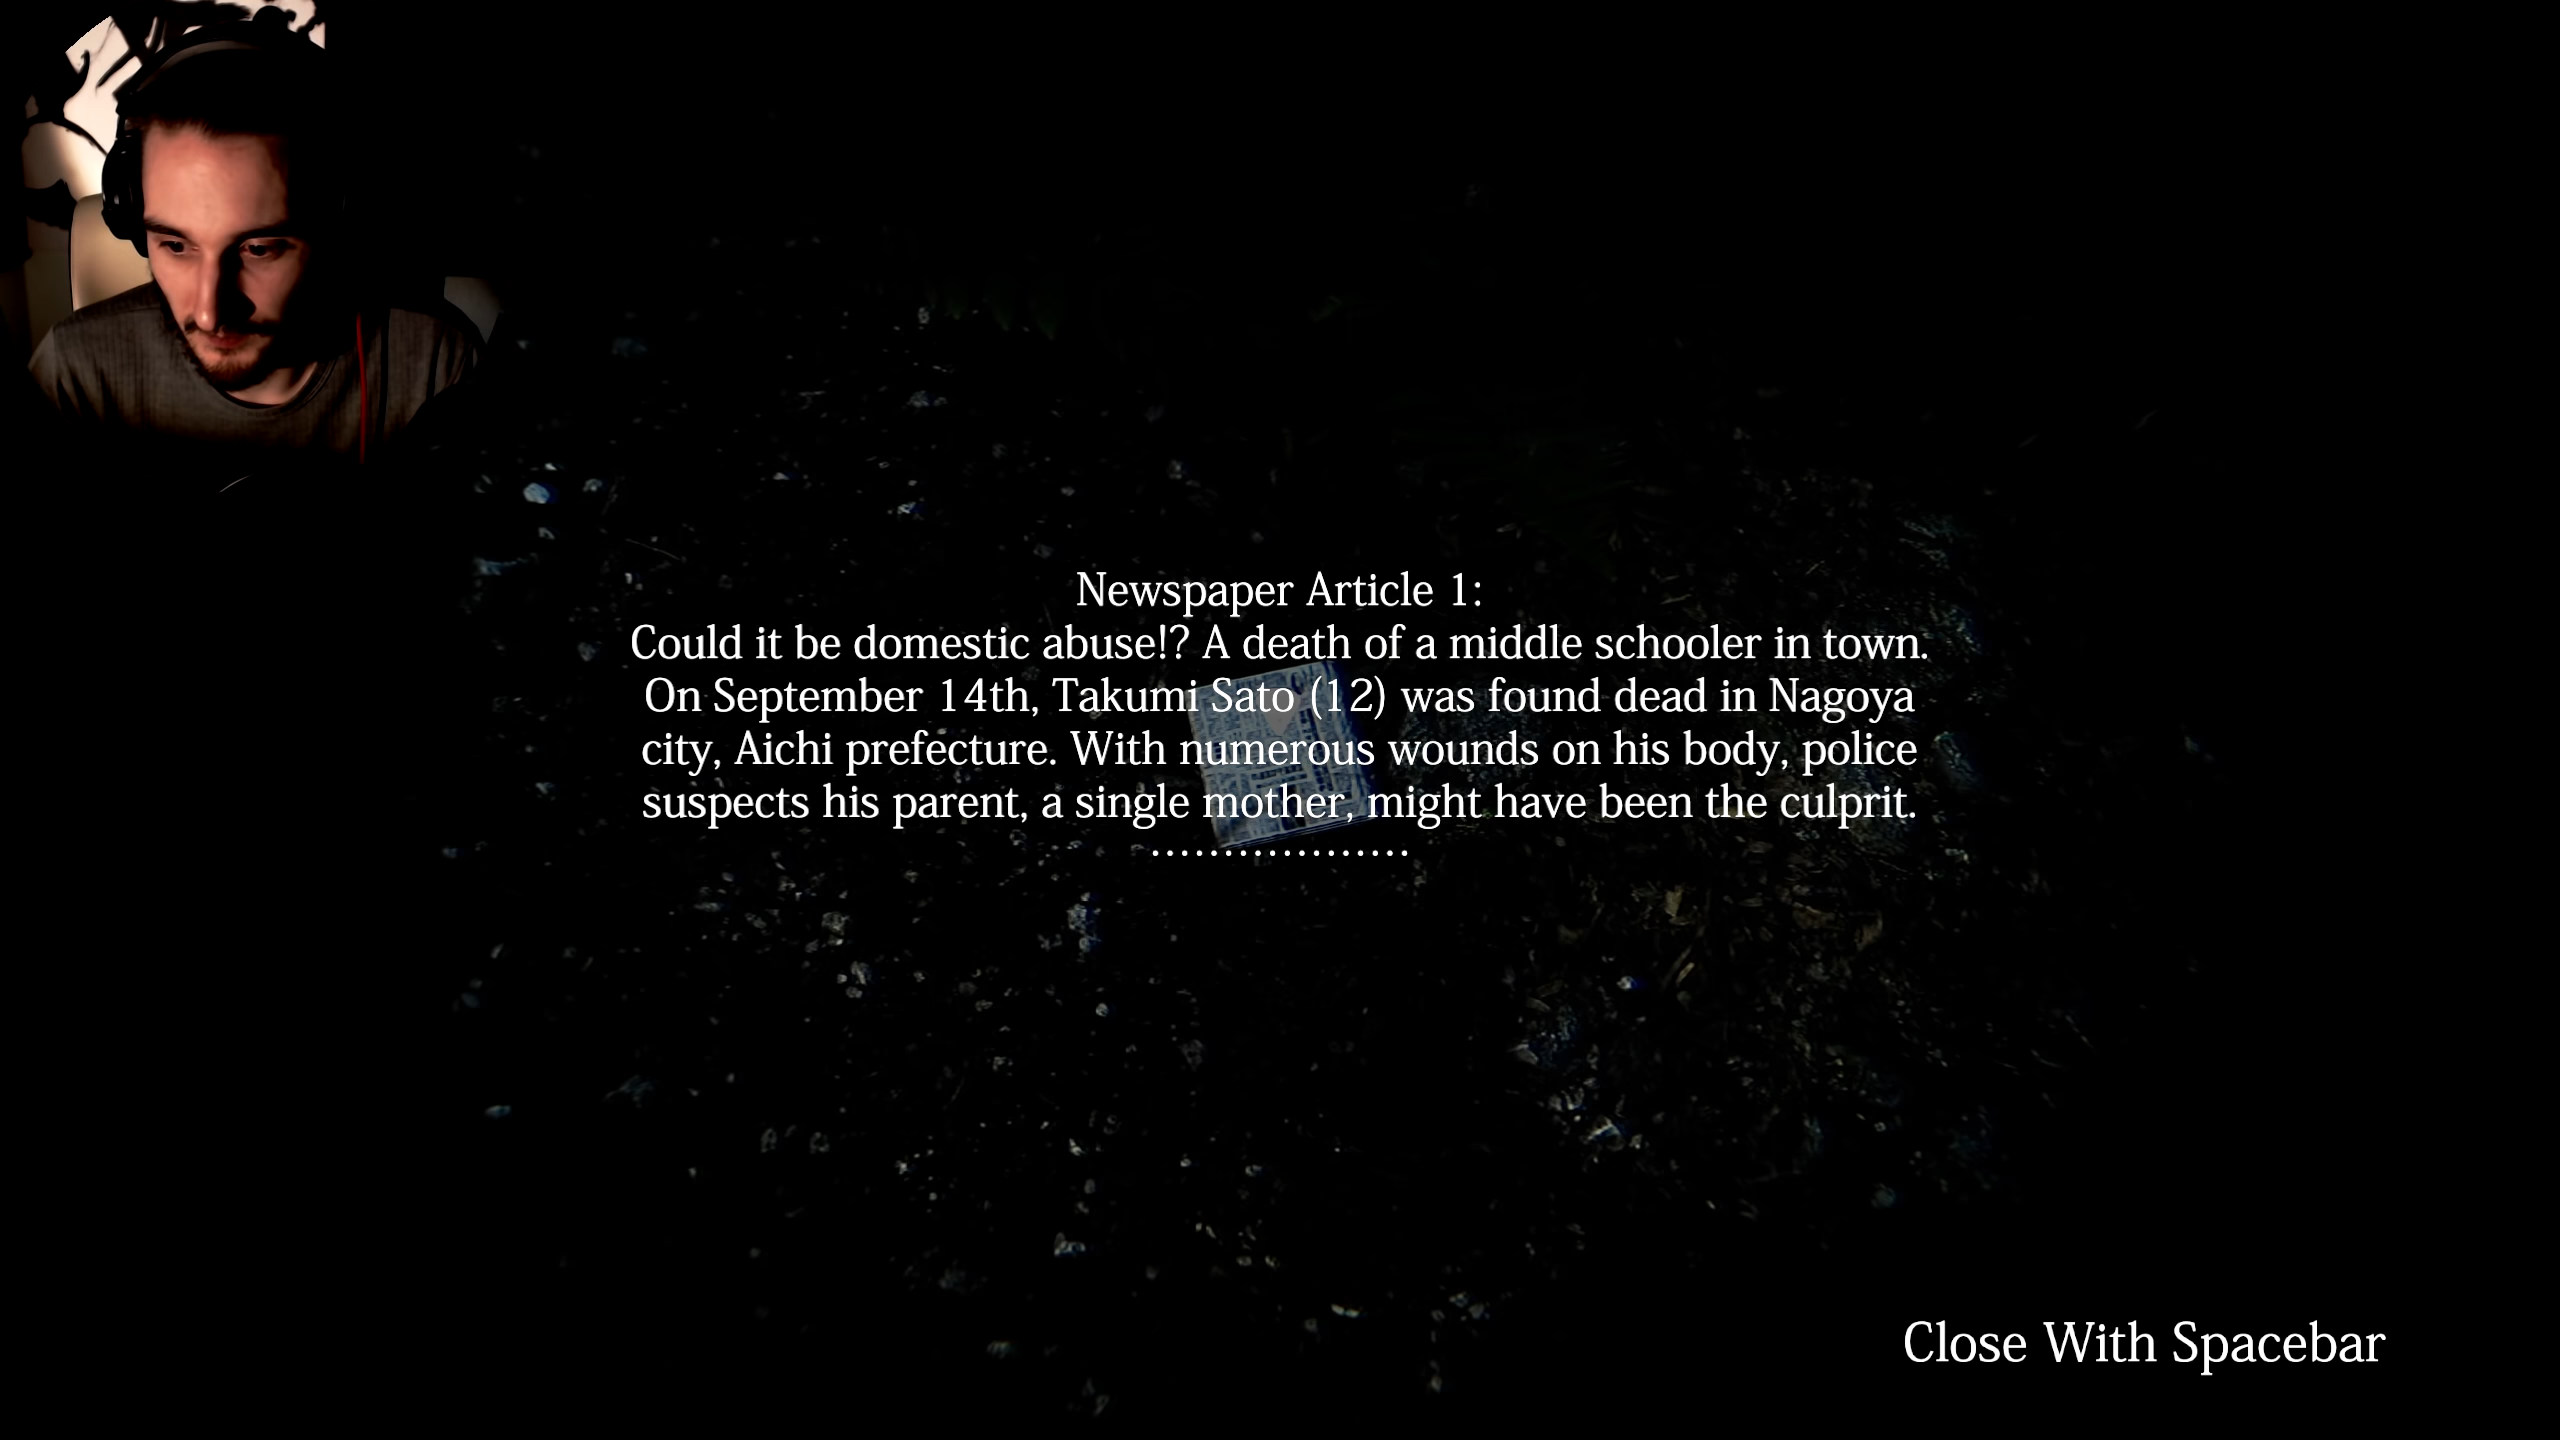 Newspaper Article 1:
Could it be domestic abuse!? A death of a middle schooler in town.
On September 14th, Takumi Sato (12) was found dead in Nagoya
city, Aichi prefecture. With numerous wounds on his body, police
suspects his parent, a single mother, might have been the culprit.
..................
Close With Spacebar